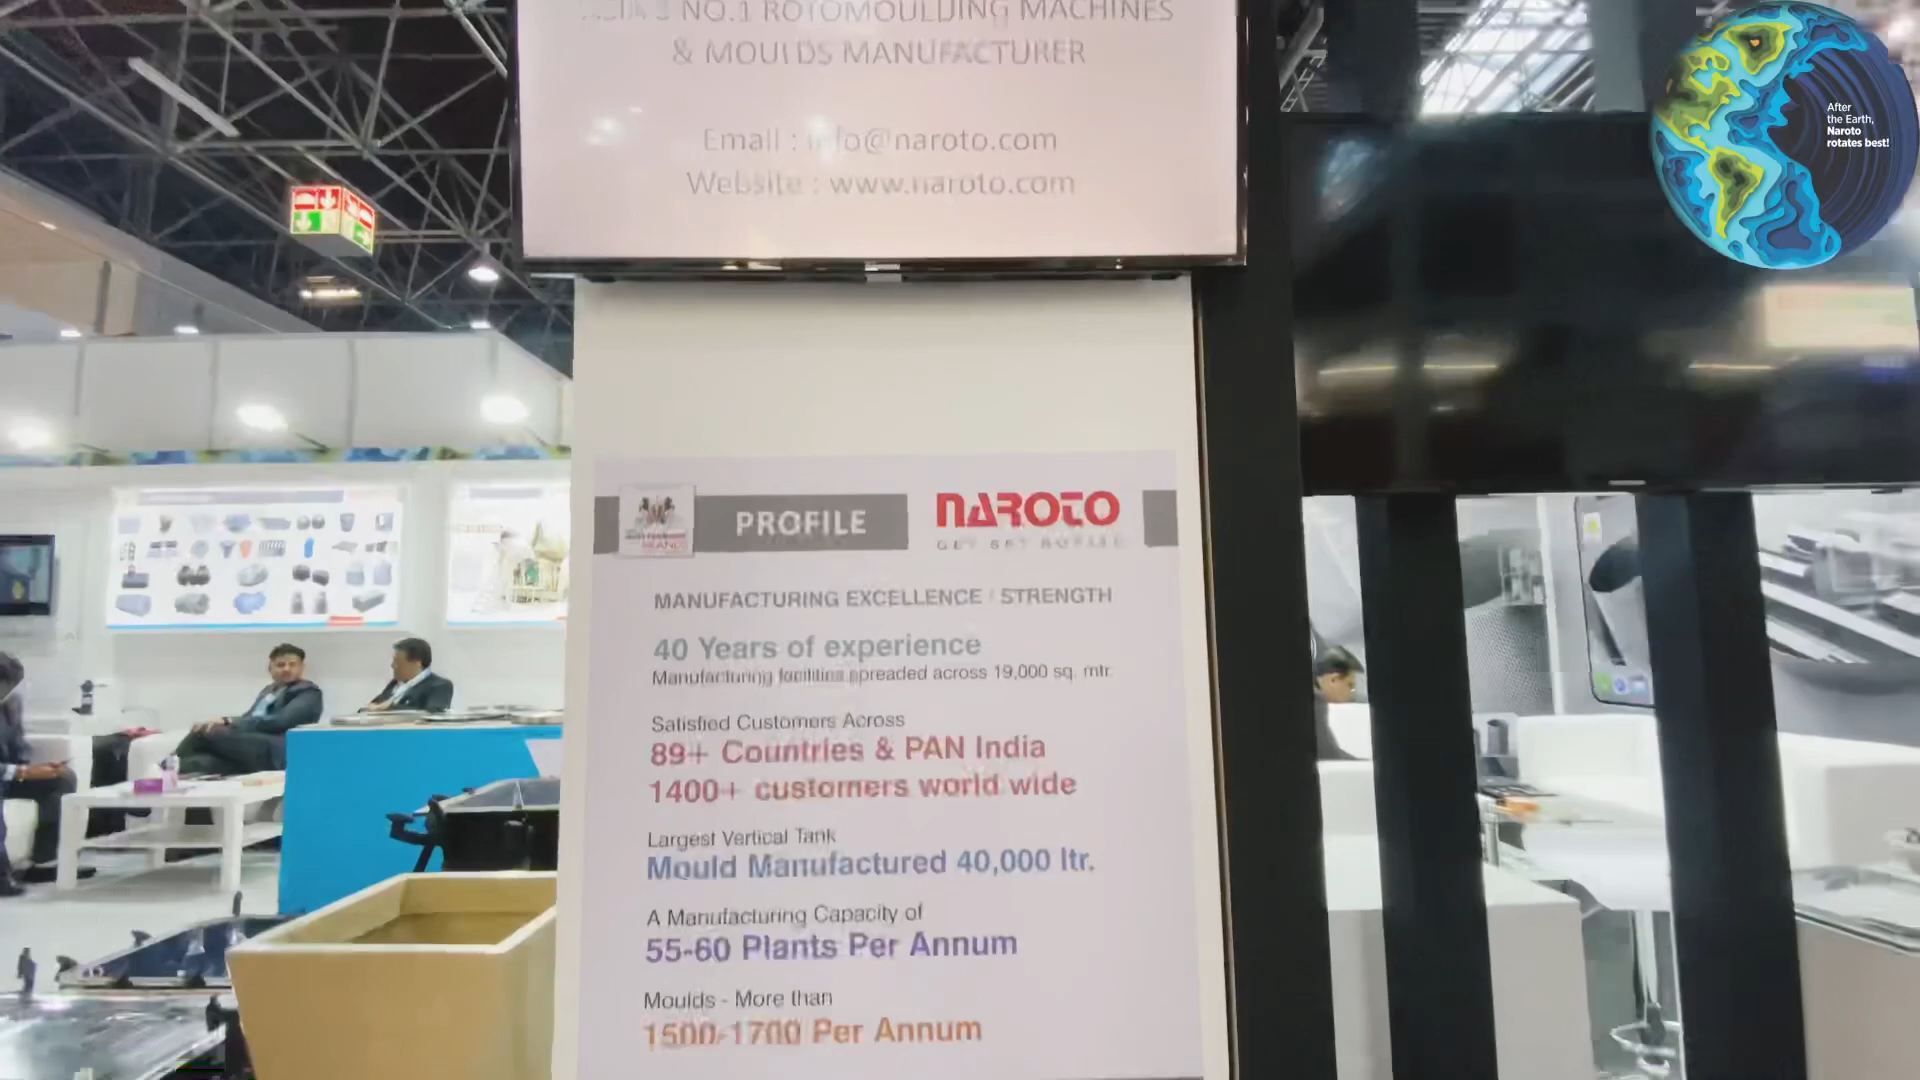 NO.1 ROTOMOULDING MACHINES
& MOULDS MANUFACTURER
Email : info@naroto.com
Website : www.naroto.com
After
the Earth,
Naroto
rotates best!
PROFILE
NAROTO
MANUFACTURING EXCELLENCE / STRENGTH
40 Years of experience
Manufacturing facilities spreaded across 19,000 sq. mtr.
Satisfied Customers Across
89+ Countries & PAN India
1400+ customers world wide
Largest Vertical Tank
Mould Manufactured 40,000 ltr.
A Manufacturing Capacity of
55-60 Plants Per Annum
Moulds - More than
1500-1700 Per Annum